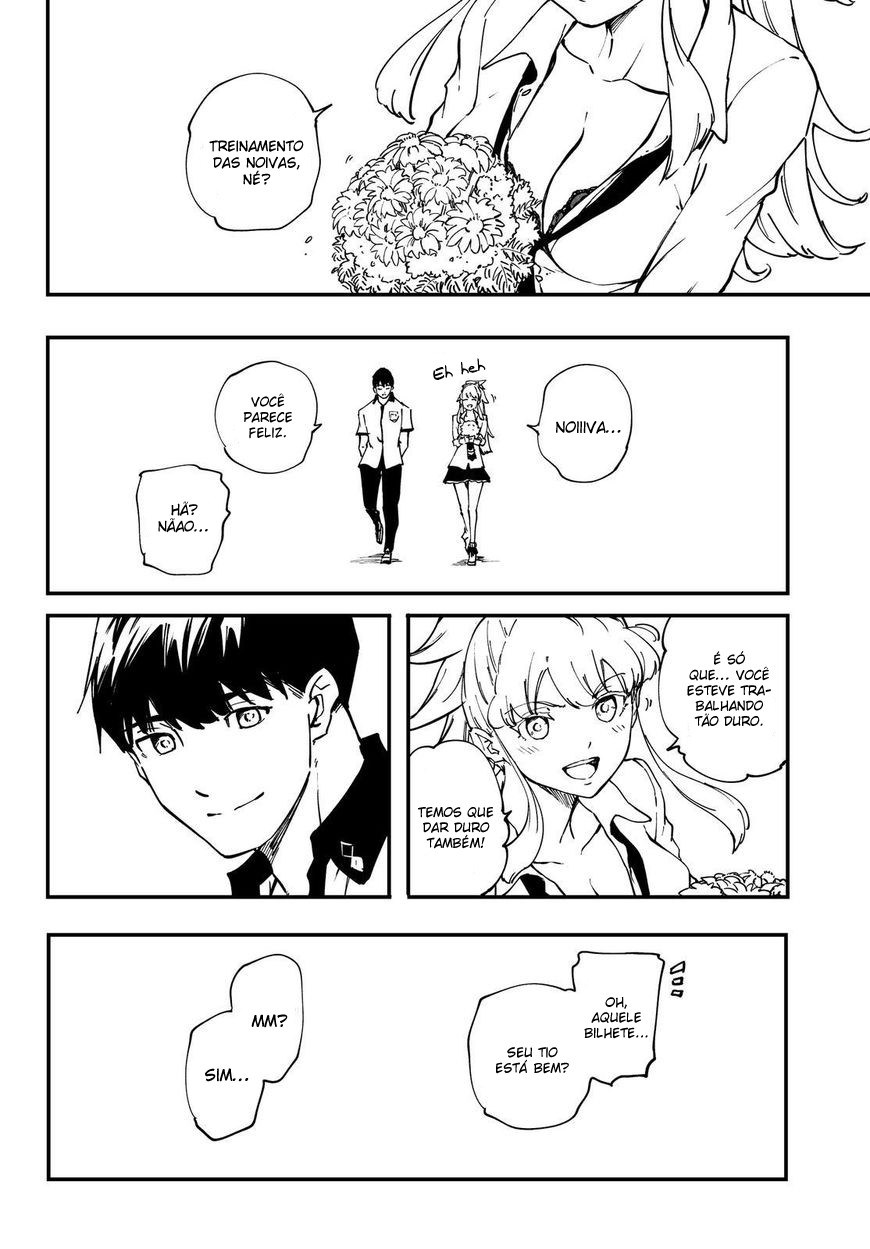 TREINAMENTO
DAS NOIVAS,
NÉ?
Eh heh
NOIIIVA...
VOCÊ
PARECE
FELIZ.
HÃ?
NÃAO...
É SÓ
QUE... VOCÊ
ESTEVE TRA-
BALHANDO
TÃO DURO.
TEMOS QUE
DAR DURO
TAMBÉM!
OH,
AQUELE
BILHETE...
SEU TIO
ESTÁ BEM?
MM?
SIM...